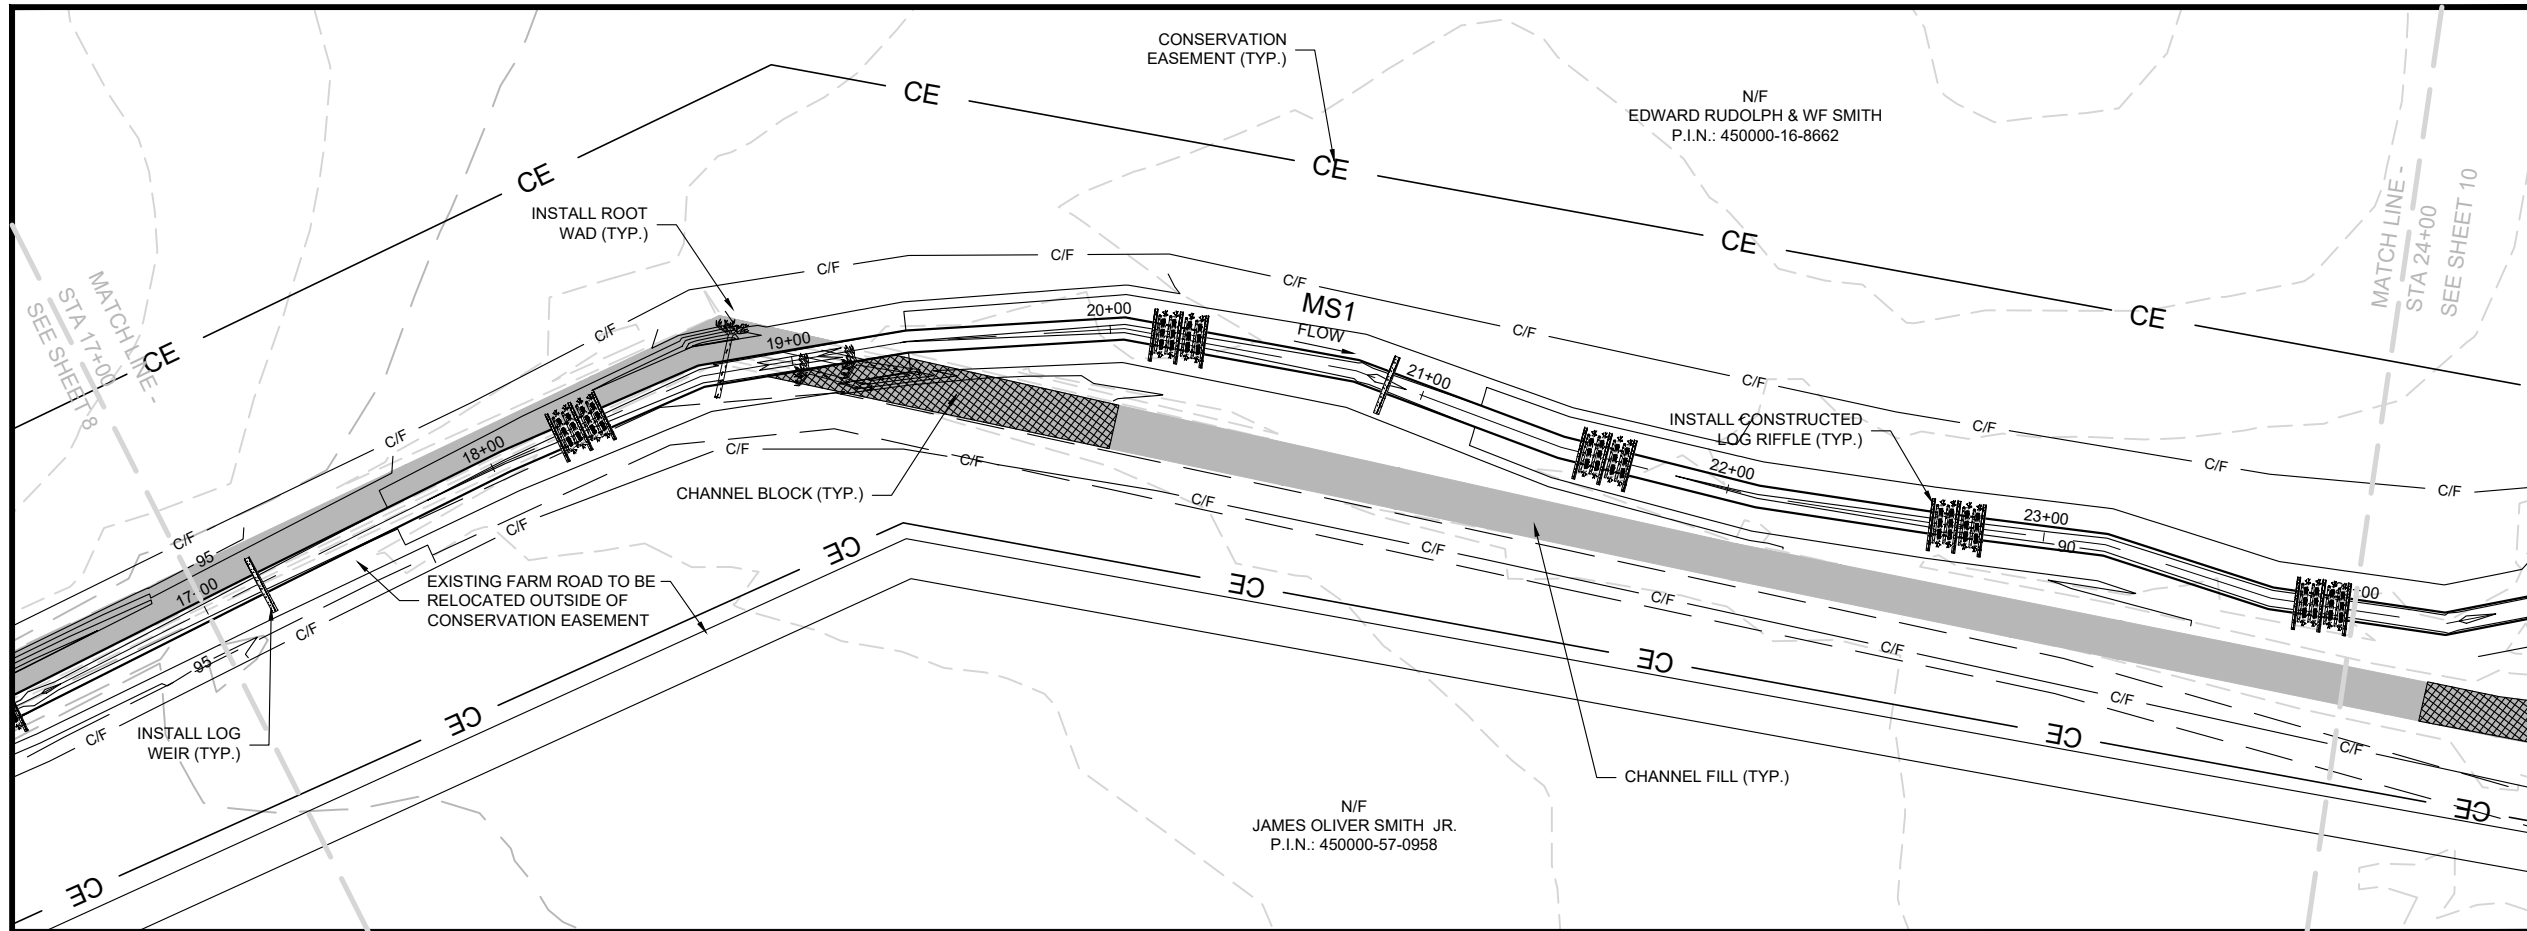 CONSERVATION
EASEMENT (TYP.)
N/F
EDWARD RUDOLPH & WF SMITH
P.I.N.: 450000-16-8662
CE
CE
CE
CE
CE
CE
MATCH LINE -
STA 24+00
SEE SHEET 10
INSTALL ROOT
WAD (TYP.)
MATCH LINE -
STA 17+00
SEE SHEET 8
C/F
C/F
C/F
C/F
C/F
C/F
C/F
C/F
C/F
C/F
C/F
MS1
FLOW
17+00
18+00
19+00
20+00
21+00
22+00
23+00
95
95
90
INSTALL CONSTRUCTED
LOG RIFFLE (TYP.)
CHANNEL BLOCK (TYP.)
C/F
C/F
C/F
C/F
C/F
C/F
C/F
C/F
C/F
C/F
C/F
EXISTING FARM ROAD TO BE
RELOCATED OUTSIDE OF
CONSERVATION EASEMENT
INSTALL LOG
WEIR (TYP.)
CE
CE
CE
CE
CE
CE
CE
CHANNEL FILL (TYP.)
N/F
JAMES OLIVER SMITH JR.
P.I.N.: 450000-57-0958